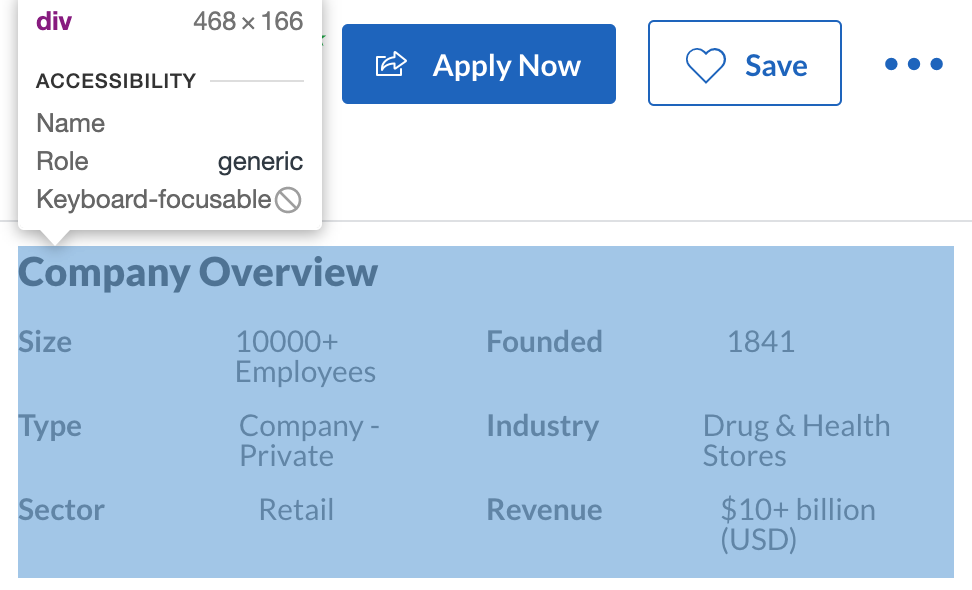 div 468 × 166
ACCESSIBILITY
Name
Role generic
Keyboard-focusable
Apply Now
Save
Company Overview
Size 10000+ Employees Founded 1841
Type Company - Private Industry Drug & Health Stores
Sector Retail Revenue $10+ billion (USD)